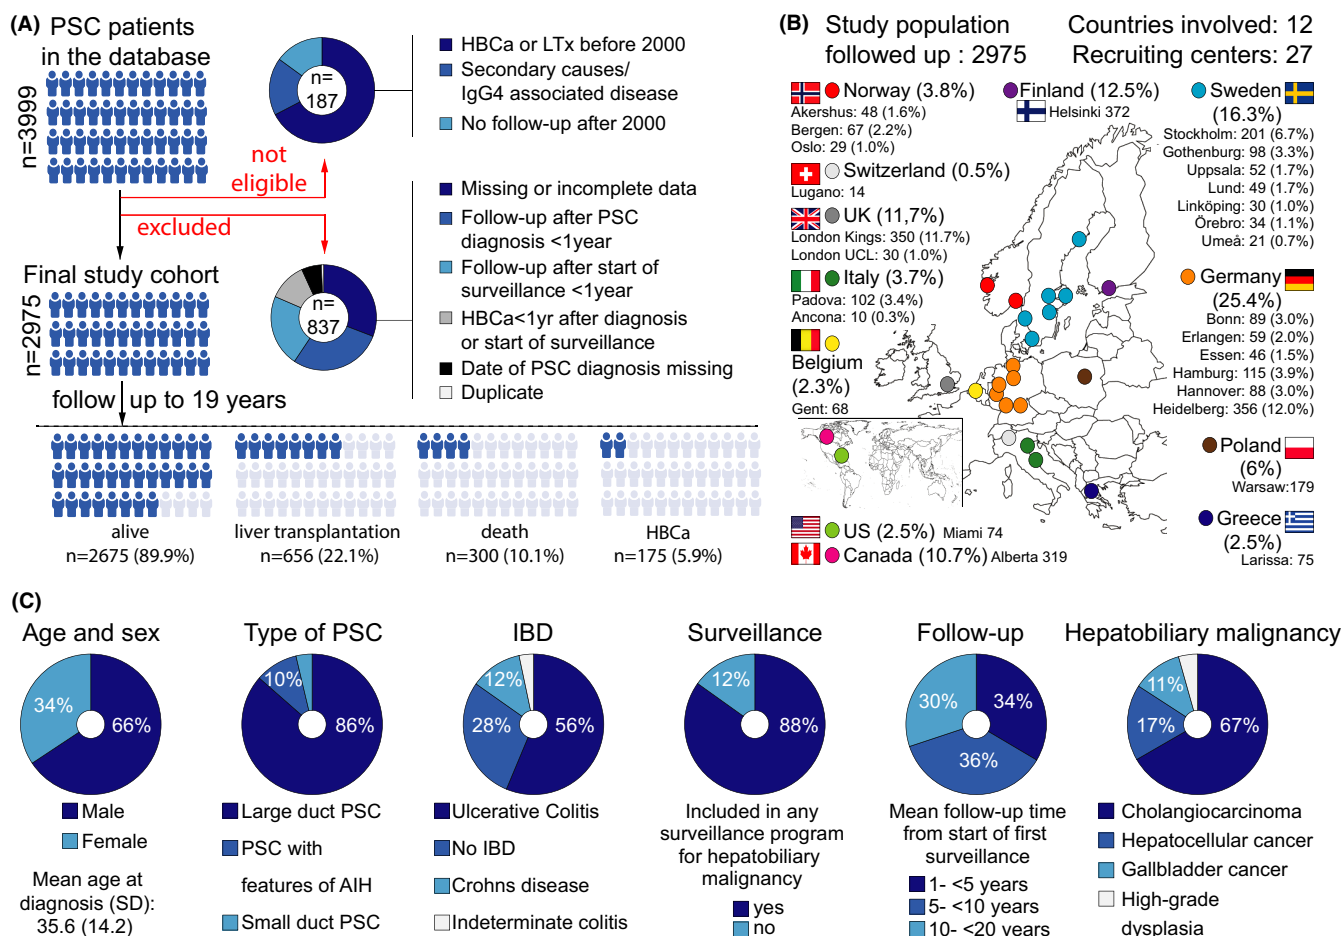 (A) PSC patients
in the database
n=3999
n=
187
HBCa or LTx before 2000
Secondary causes/
IgG4 associated disease
No follow-up after 2000
not
eligible
excluded
n=
837
Missing or incomplete data
Follow-up after PSC
diagnosis <1year
Follow-up after start of
surveillance <1year
HBCa<1yr after diagnosis
or start of surveillance
Date of PSC diagnosis missing
Duplicate
Final study cohort
n=2975
follow up to 19 years
alive
n=2675 (89.9%)
liver transplantation
n=656 (22.1%)
death
n=300 (10.1%)
HBCa
n=175 (5.9%)
(B) Study population
followed up : 2975
Countries involved: 12
Recruiting centers: 27
Norway (3.8%)
Akershus: 48 (1.6%)
Bergen: 67 (2.2%)
Oslo: 29 (1.0%)
Switzerland (0.5%)
Lugano: 14
UK (11,7%)
London Kings: 350 (11.7%)
London UCL: 30 (1.0%)
Italy (3.7%)
Padova: 102 (3.4%)
Ancona: 10 (0.3%)
Belgium
(2.3%)
Gent: 68
Finland (12.5%)
Helsinki 372
Sweden
(16.3%)
Stockholm: 201 (6.7%)
Gothenburg: 98 (3.3%)
Uppsala: 52 (1.7%)
Lund: 49 (1.7%)
Linköping: 30 (1.0%)
Örebro: 34 (1.1%)
Umeá: 21 (0.7%)
Germany
(25.4%)
Bonn: 89 (3.0%)
Erlangen: 59 (2.0%)
Essen: 46 (1.5%)
Hamburg: 115 (3.9%)
Hannover: 88 (3.0%)
Heidelberg: 356 (12.0%)
Poland
(6%)
Warsaw:179
Greece
(2.5%)
Larissa: 75
US (2.5%) Miami 74
Canada (10.7%) Alberta 319
(C)
Age and sex
34%
66%
Male
Female
Mean age at
diagnosis (SD):
35.6 (14.2)
Type of PSC
10%
86%
Large duct PSC
PSC with
features of AIH
Small duct PSC
IBD
12%
28%
56%
Ulcerative Colitis
No IBD
Crohns disease
Indeterminate colitis
Surveillance
12%
88%
Included in any
surveillance program
for hepatobiliary
malignancy
yes
no
Follow-up
30%
34%
36%
Mean follow-up time
from start of first
surveillance
1- <5 years
5- <10 years
10- <20 years
Hepatobiliary malignancy
11%
17%
67%
Cholangiocarcinoma
Hepatocellular cancer
Gallbladder cancer
High-grade
dysplasia